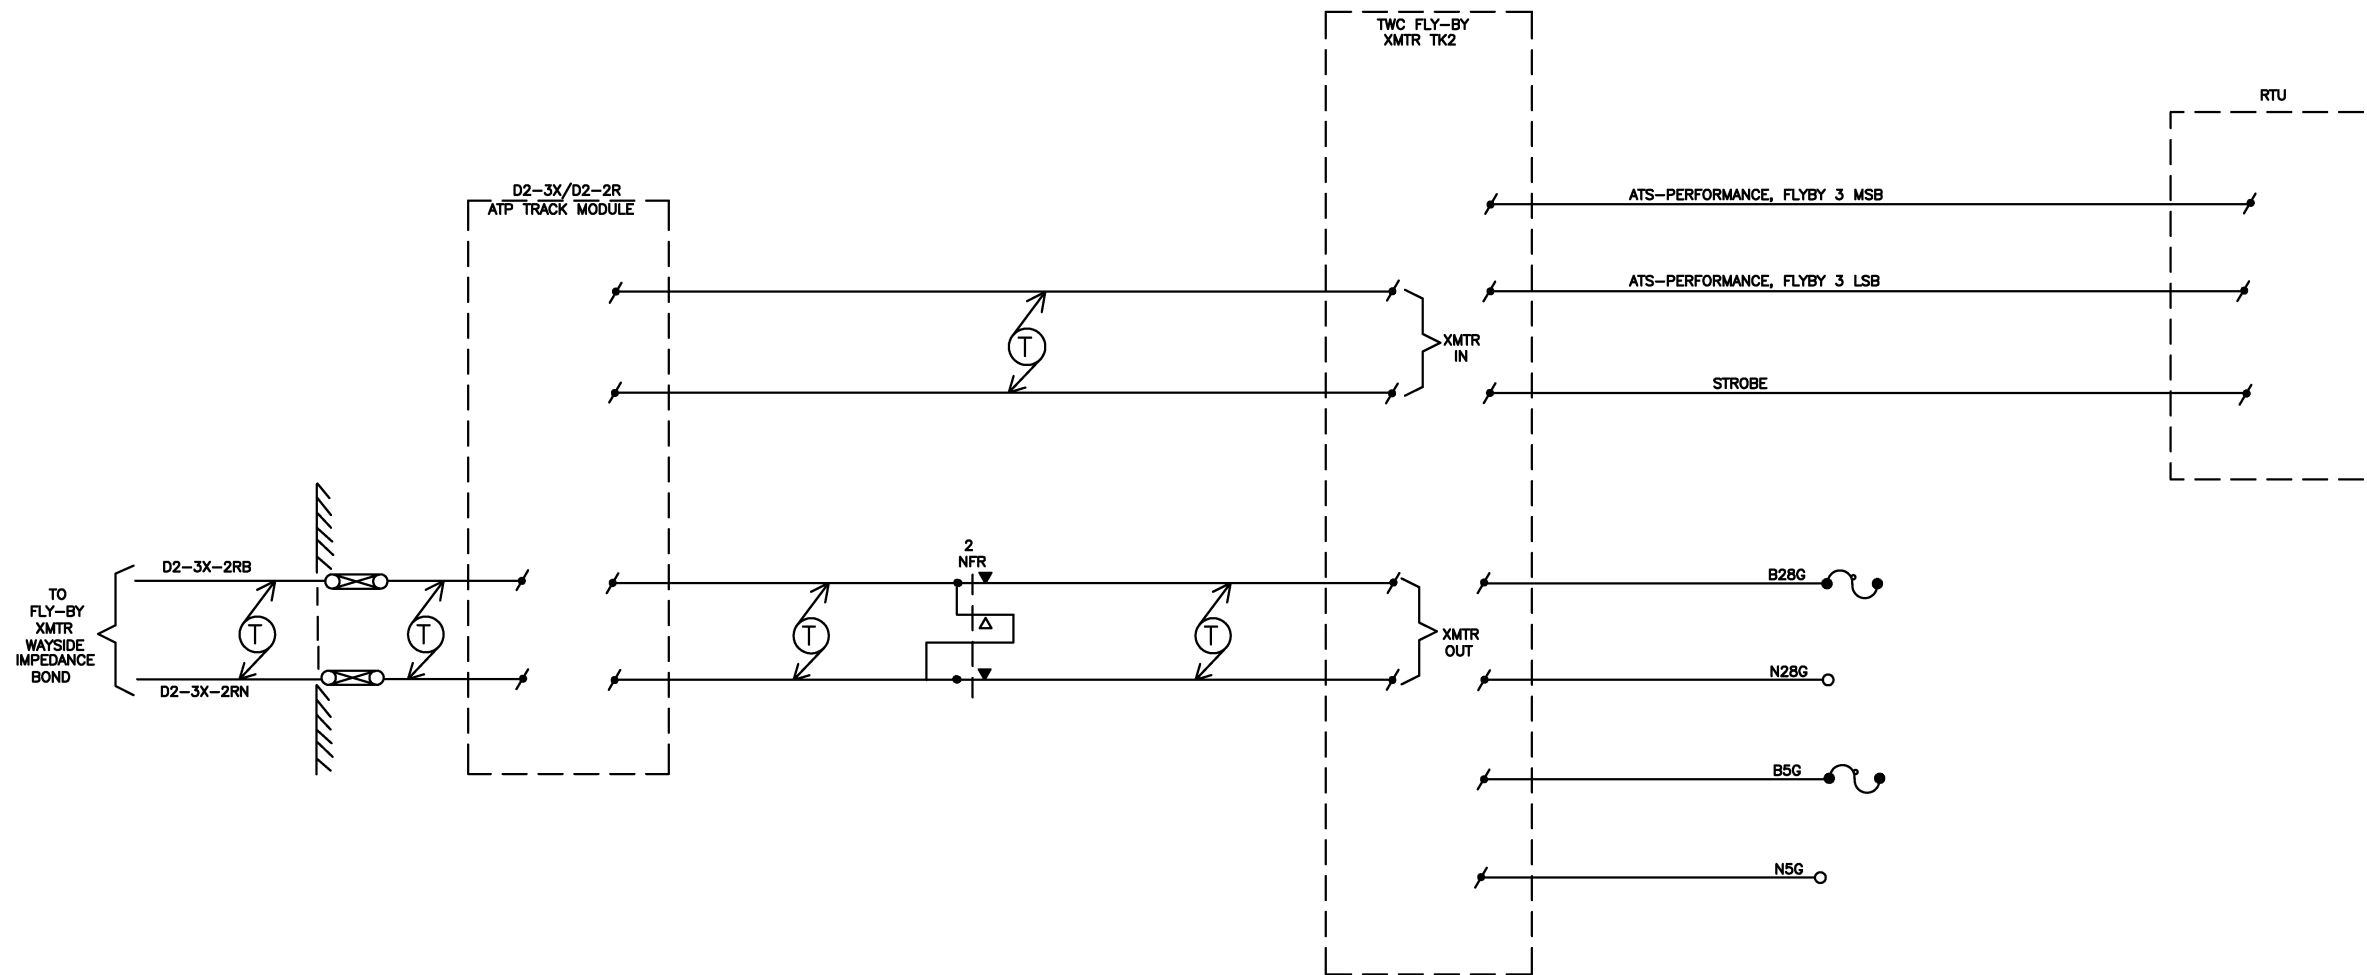 TWC FLY-BY
XMTR TK2
RTU
D2-3X/D2-2R
ATP TRACK MODULE
ATS-PERFORMANCE, FLYBY 3 MSB
ATS-PERFORMANCE, FLYBY 3 LSB
T
XMTR
IN
STROBE
2
NFR
D2-3X-2RB
TO
FLY-BY
XMTR
WAYSIDE
IMPEDANCE
BOND
T
T
T
T
XMTR
OUT
D2-3X-2RN
B28G
N28G
B5G
N5G